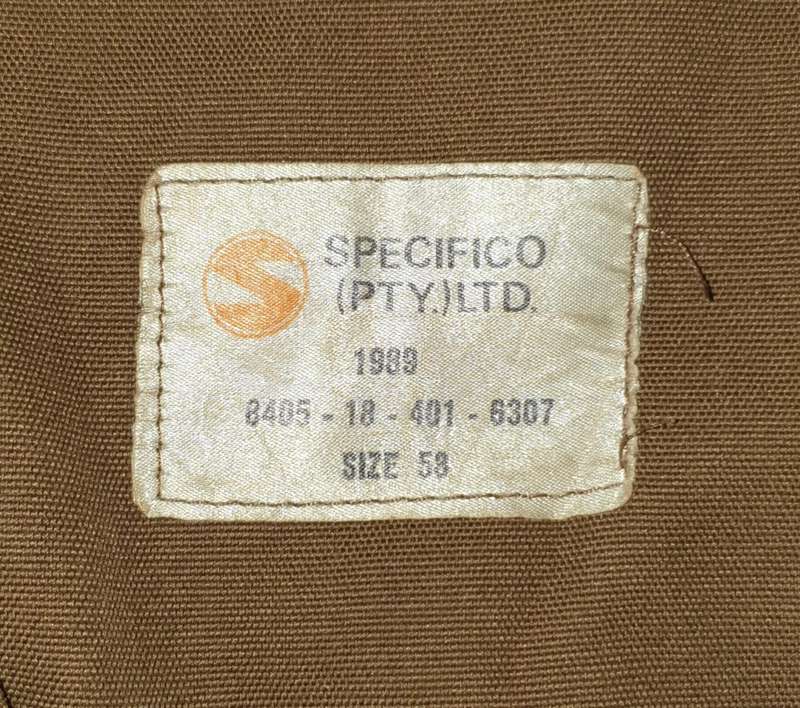 SPECIFICO
(PTY.) LTD.
1989
8405 - 18 - 401 - 6307
SIZE 58